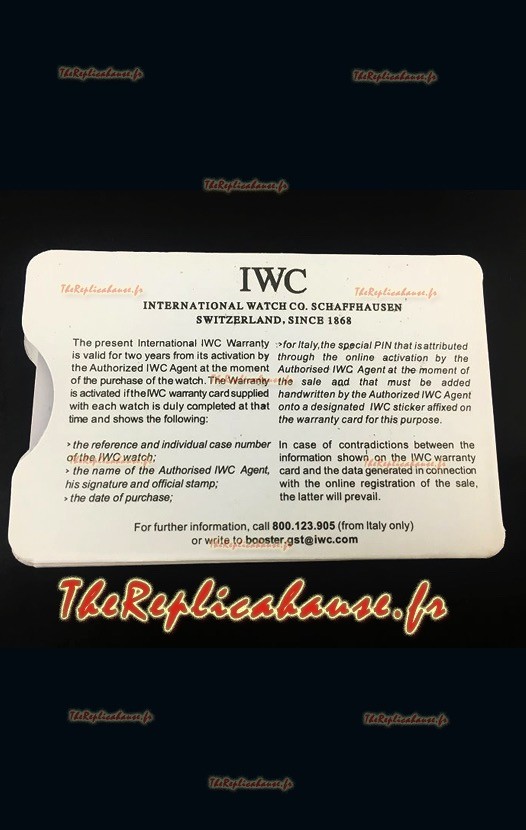 TheReplicahause.fr
TheReplicahause.fr
TheReplicahause.fr
IWC
TheReplicahause.fr
TheReplicahause.fr
INTERNATIONAL WATCH CO. SCHAFFHAUSEN
SWITZERLAND, SINCE 1868
The present International IWC Warranty
is valid for two years from its activation by
the Authorized IWC Agent at the moment
of the purchase of the watch. The Warranty
is activated if the IWC warranty card supplied
with each watch is duly completed at that
time and shows the following:
> the reference and individual case number
of the IWC watch;
> the name of the Authorised IWC Agent,
his signature and official stamp;
> the date of purchase;
> for Italy, the special PIN that is attributed
through the online activation by the
Authorised IWC Agent at the moment of
the sale and that must be added
handwritten by the Authorized IWC Agent
onto a designated IWC sticker affixed on
the warranty card for this purpose.
In case of contradictions between the
information shown on the IWC warranty
card and the data generated in connection
with the online registration of the sale,
the latter will prevail.
TheReplicahause.fr
TheReplicahause.fr
TheReplicahause.fr
For further information, call 800.123.905 (from Italy only)
or write to booster.gst@iwc.com
TheReplicahause.fr
TheReplicahause.fr
TheReplicahause.fr
TheReplicahause.fr
TheReplicahause.fr